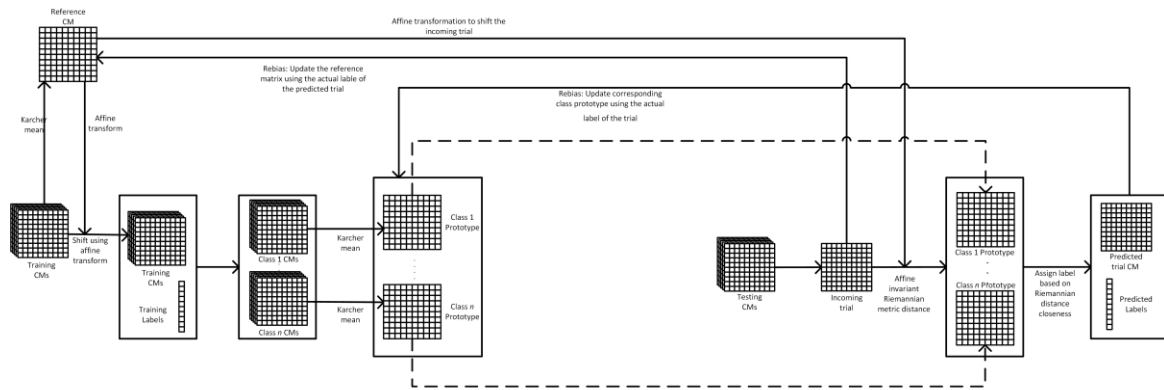 Reference
CM
Affine transformation to shift the
incoming trial
Rebias: Update the reference
matrix using the actual lable of
the predicted trial
Rebias: Update corresponding
class prototype using the actual
label of the trial
Karcher
mean
Affine
transform
Training
CMs
Shift using
affine
transform
Training
CMs
Training
Labels
Class 1 CMs
Class n CMs
Karcher
mean
Karcher
mean
Class 1
Prototype
Class n
Prototype
Testing
CMs
Incoming
trial
Affine
invariant
Riemannian
metric distance
Class 1 Prototype
Class n Pfototype
Assign label
based on
Riemannian
distance
closeness
Predicted
trial CM
Predicted
Labels